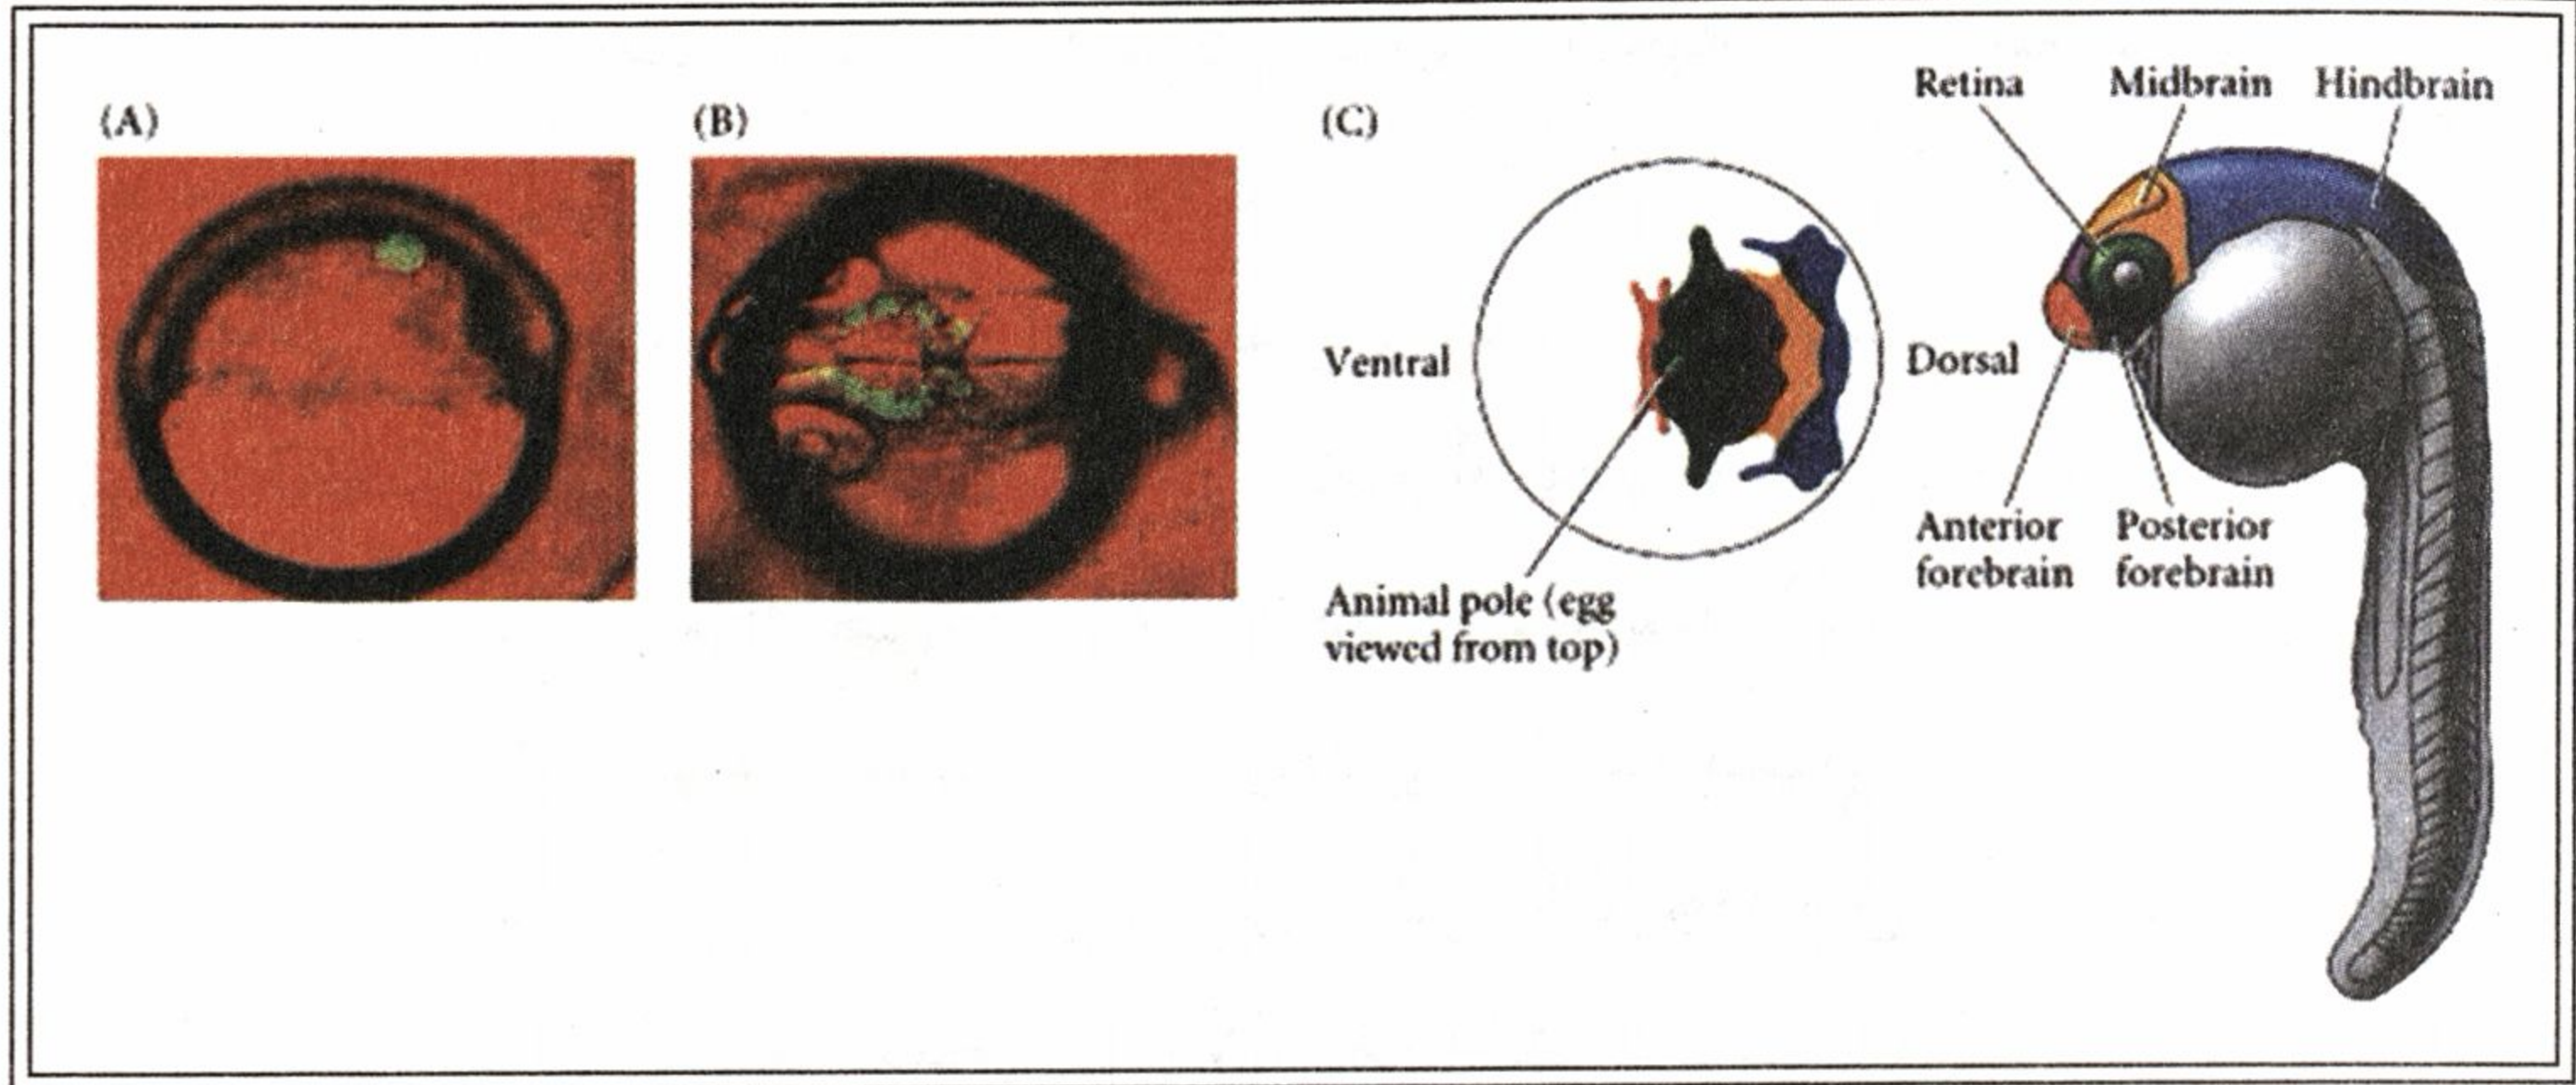 (A)
(B)
(C)
Retina
Midbrain
Hindbrain
Ventral
Dorsal
Animal pole (egg
viewed from top)
Anterior
forebrain
Posterior
forebrain